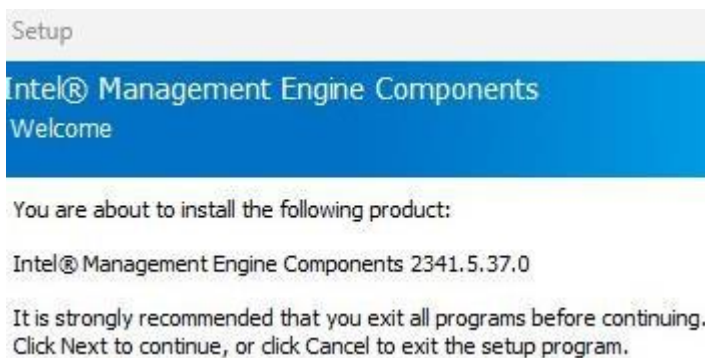 Setup
Intel® Management Engine Components
Welcome
You are about to install the following product:
Intel® Management Engine Components 2341.5.37.0
It is strongly recommended that you exit all programs before continuing.
Click Next to continue, or click Cancel to exit the setup program.